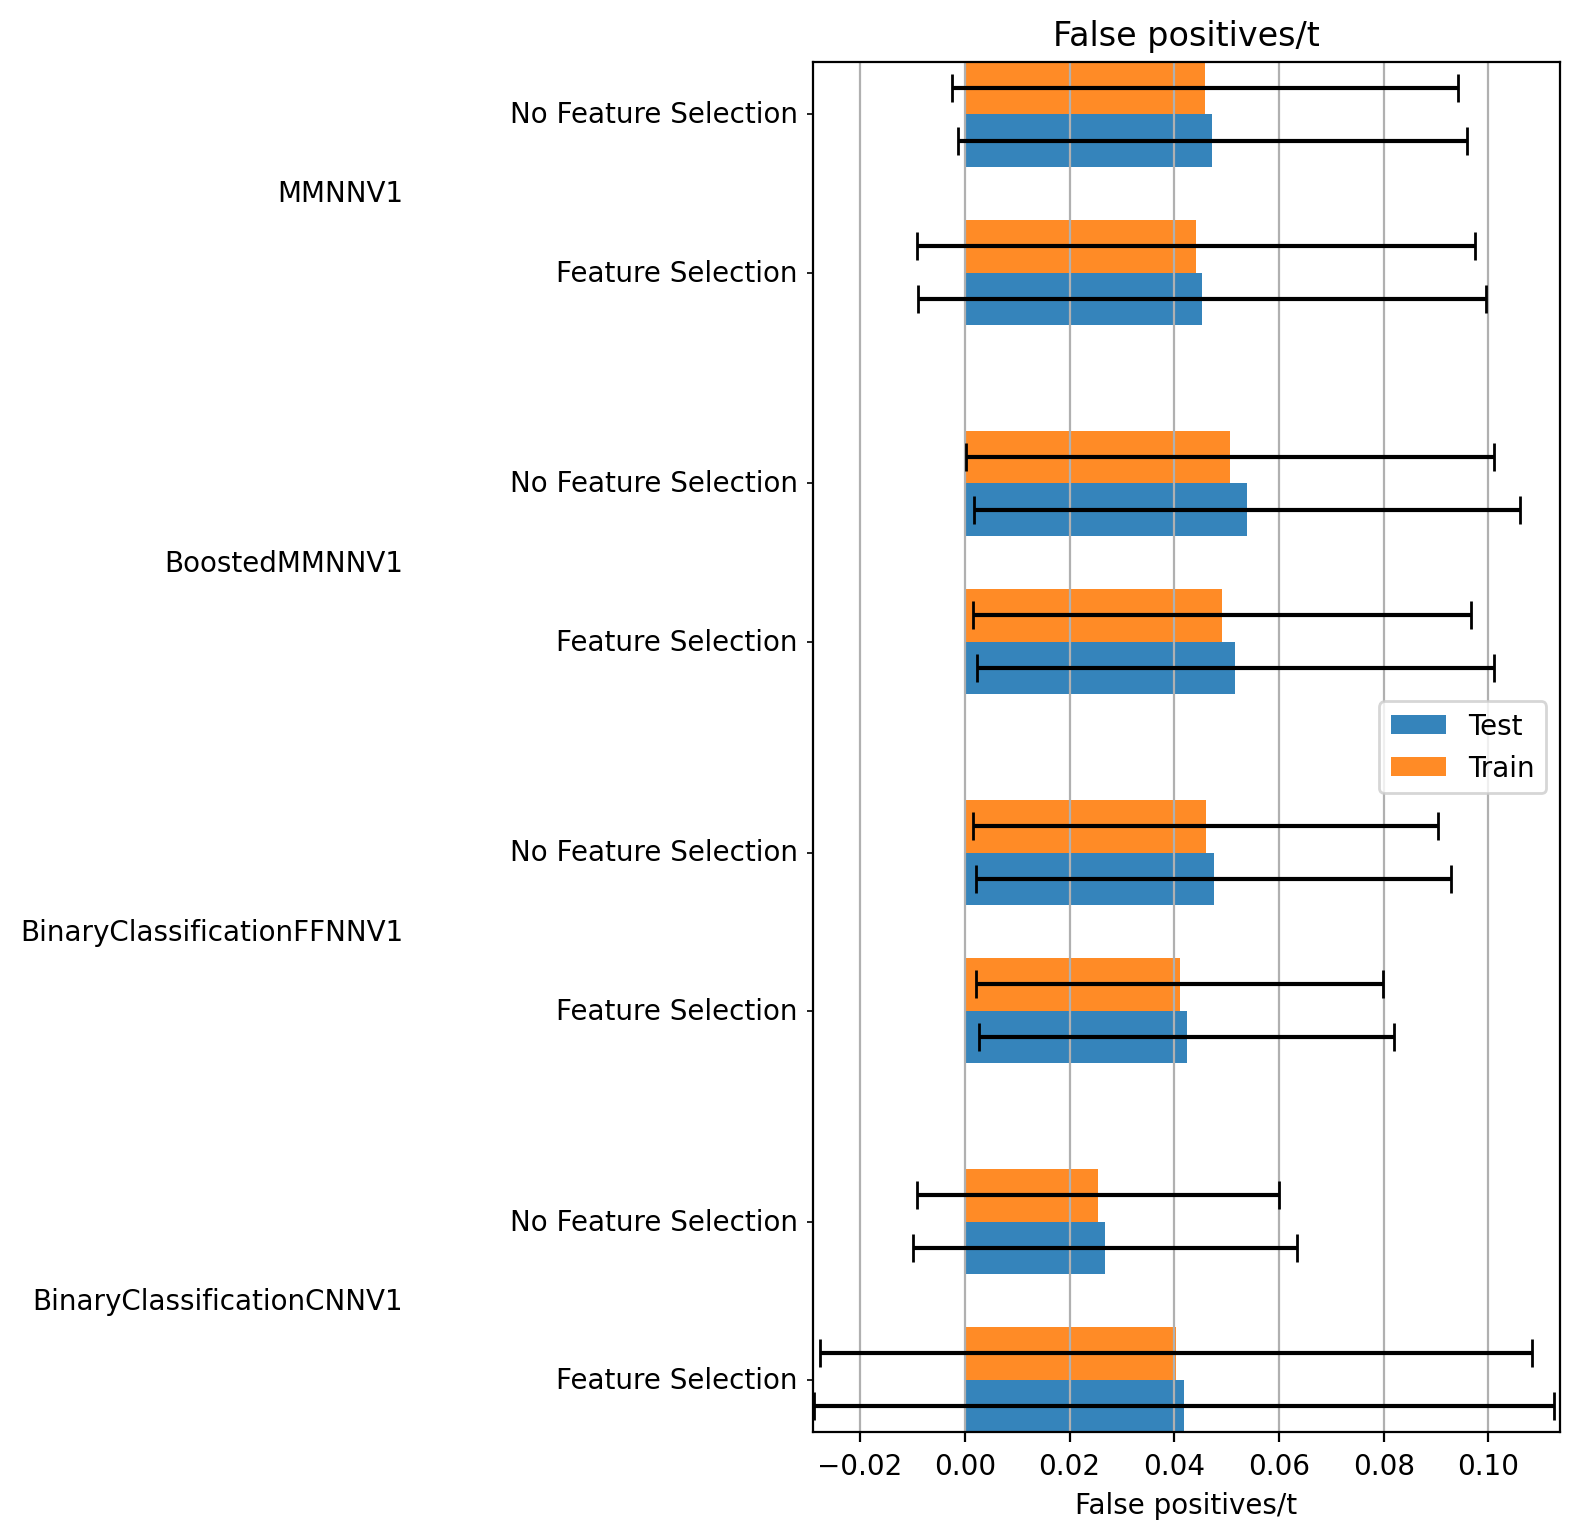 False positives/t
No Feature Selection
MMNNV1
Feature Selection
No Feature Selection
BoostedMMNNV1
Feature Selection
Test
Train
No Feature Selection
BinaryClassificationFFNNV1
Feature Selection
No Feature Selection
BinaryClassificationCNNV1
Feature Selection
−0.02 0.00 0.02 0.04 0.06 0.08 0.10
False positives/t